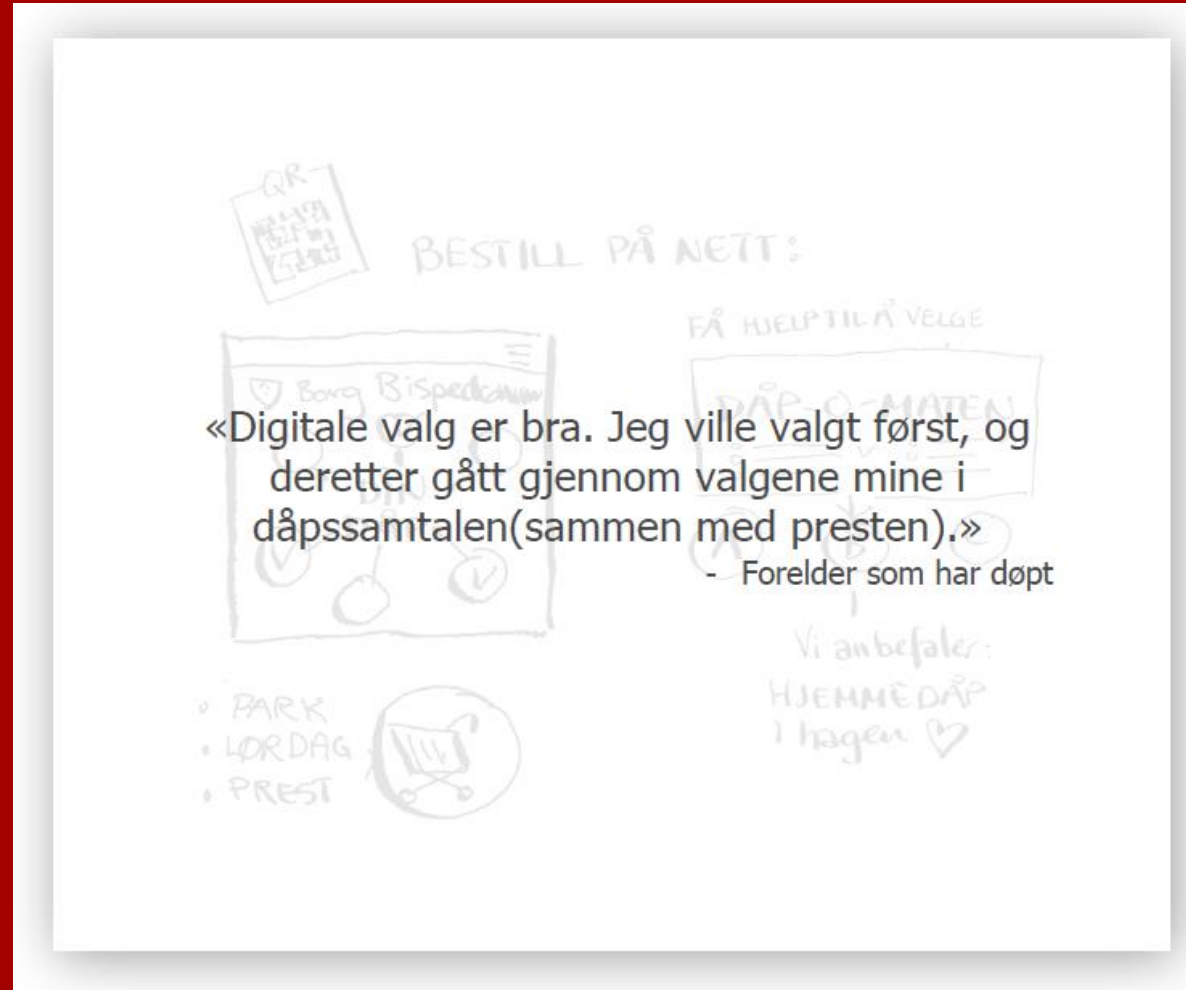 QR-
BESTILL PÅ NETT:
FÅ HJELP TIL Å VELGE
Borg Bispedømme
DÅP-O-MATEN
«Digitale valg er bra. Jeg ville valgt først, og
deretter gått gjennom valgene mine i
dåpssamtalen(sammen med presten).»
- Forelder som har døpt
Vi anbefaler:
HJEMMEDÅP
i hagen
• PARK
• LØRDAG
• PREST